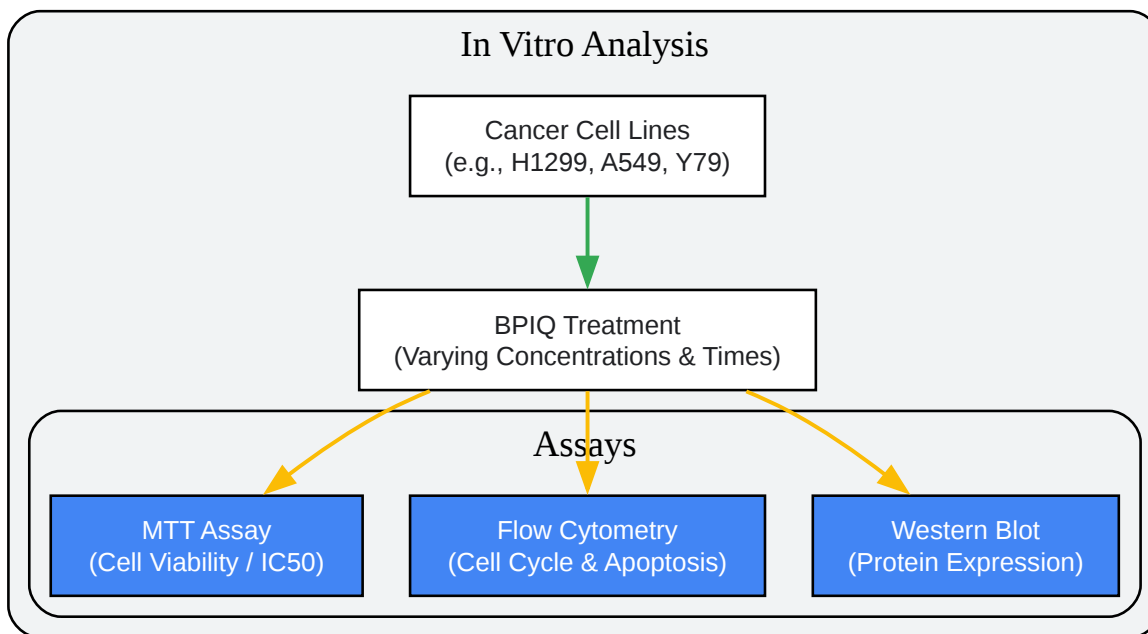 In Vitro Analysis
Cancer Cell Lines
(e.g., H1299, A549, Y79)
BPIQ Treatment
(Varying Concentrations & Times)
Assays
MTT Assay
(Cell Viability / IC50)
Flow Cytometry
(Cell Cycle & Apoptosis)
Western Blot
(Protein Expression)